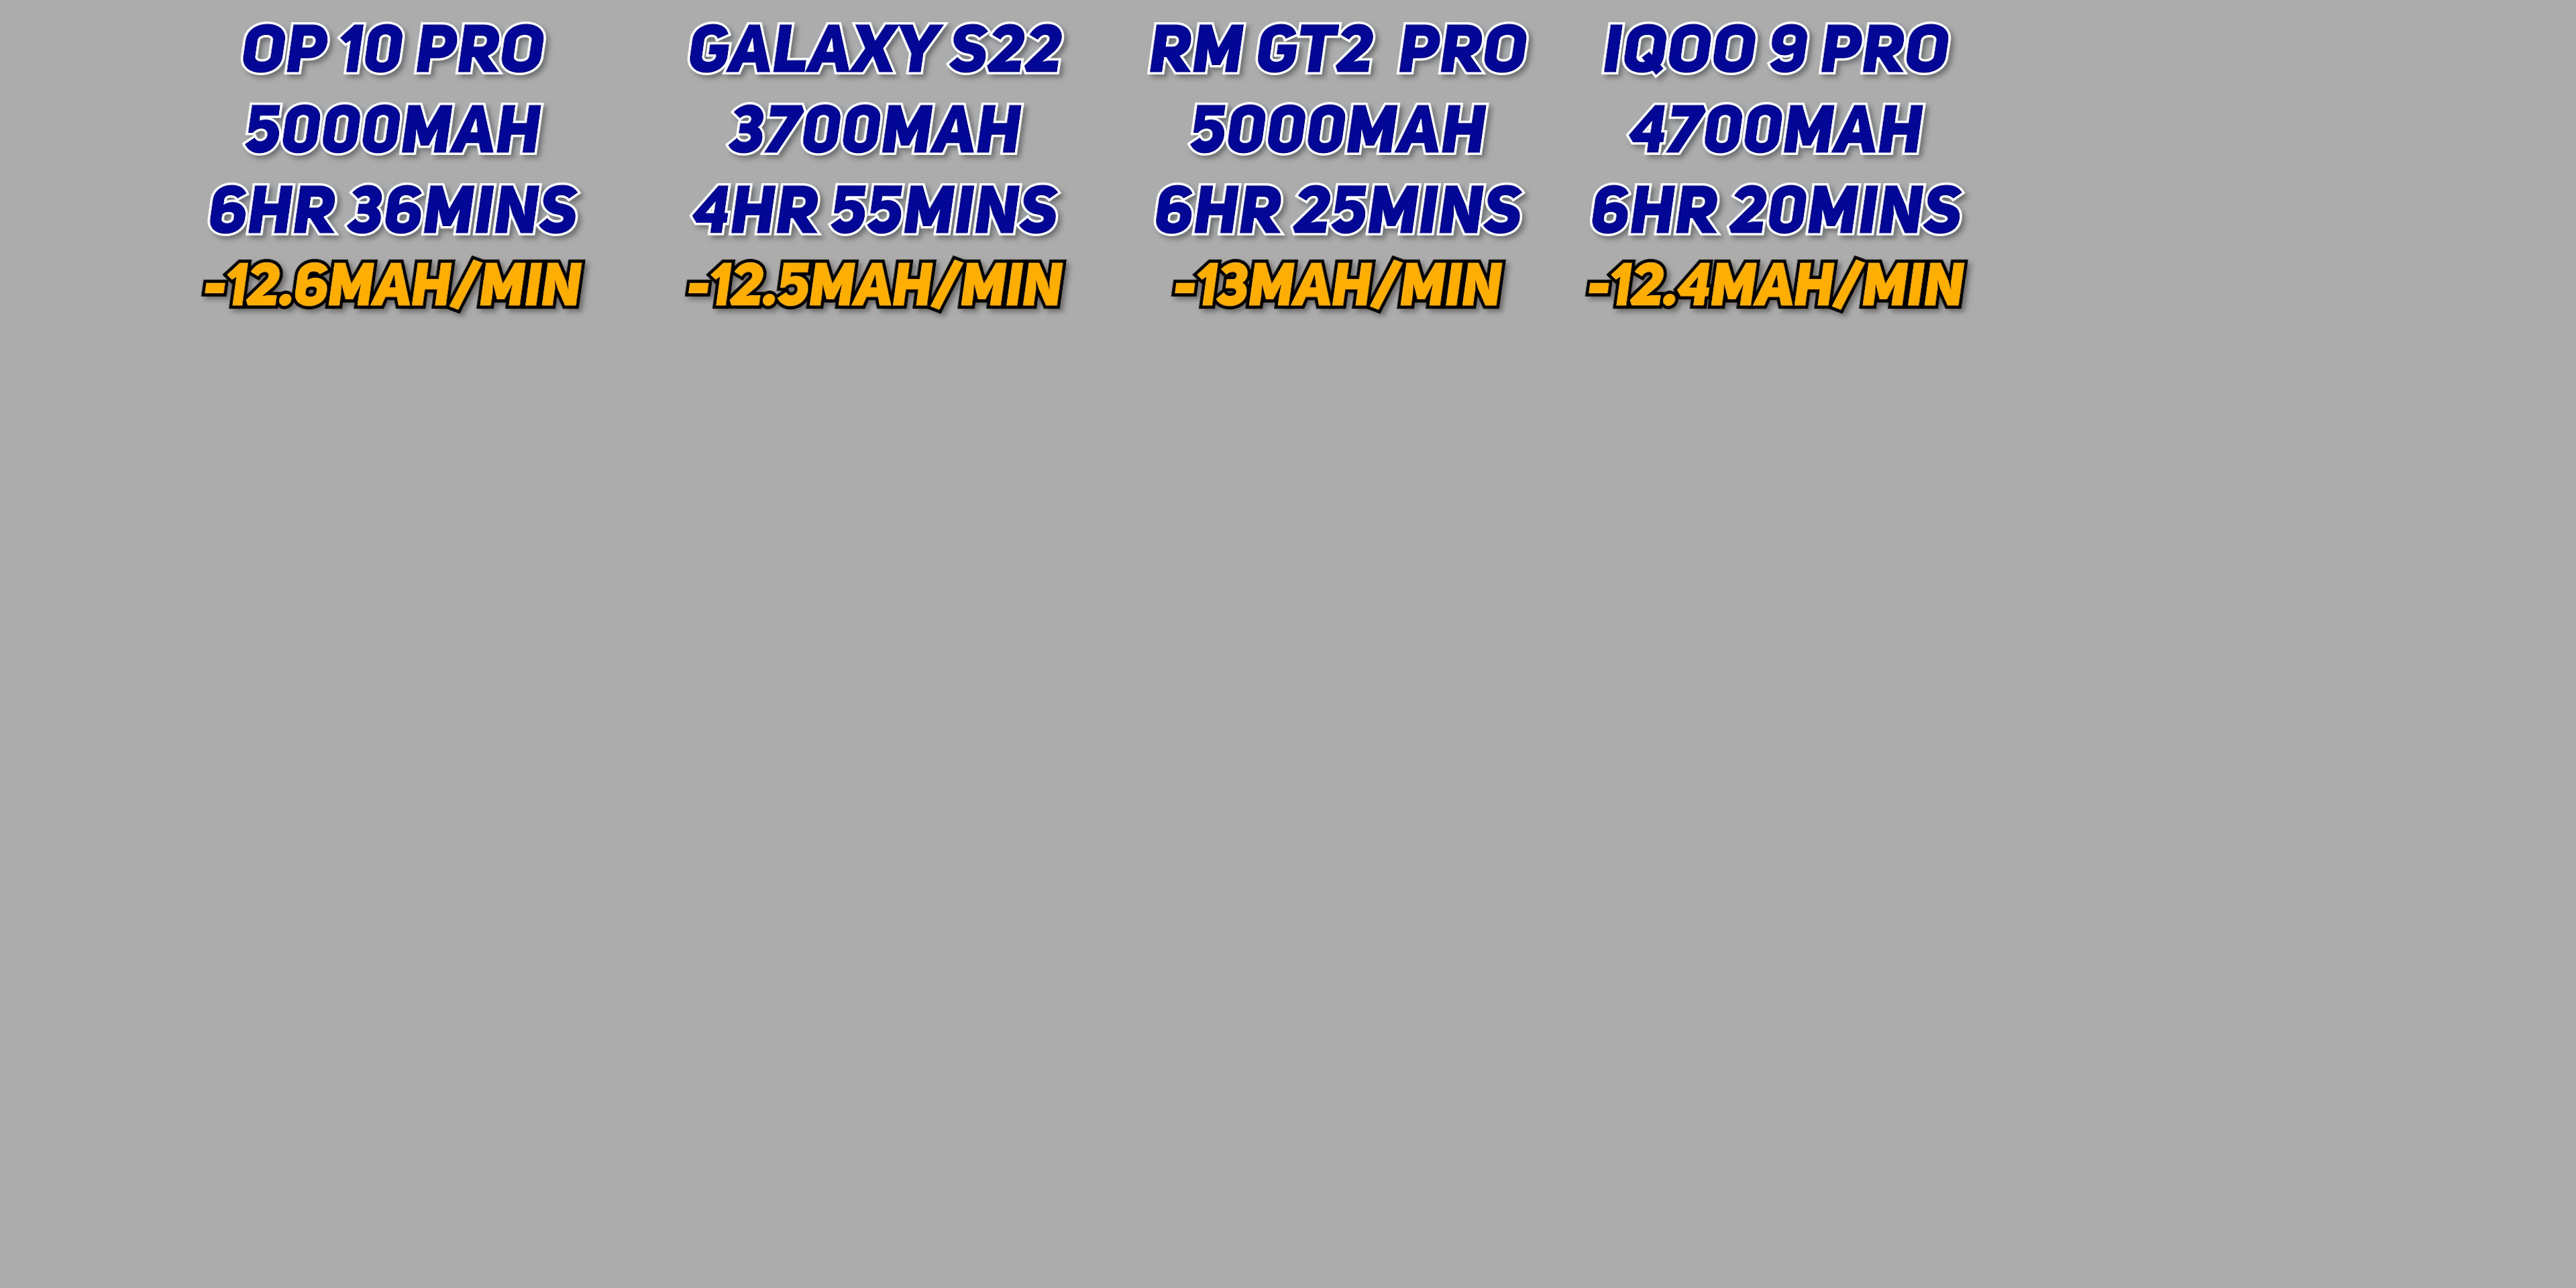 OP 10 PRO
5000MAH
6HR 36MINS
-12.6MAH/MIN
GALAXY S22
3700MAH
4HR 55MINS
-12.5MAH/MIN
RM GT2 PRO
5000MAH
6HR 25MINS
-13MAH/MIN
IQOO 9 PRO
4700MAH
6HR 20MINS
-12.4MAH/MIN